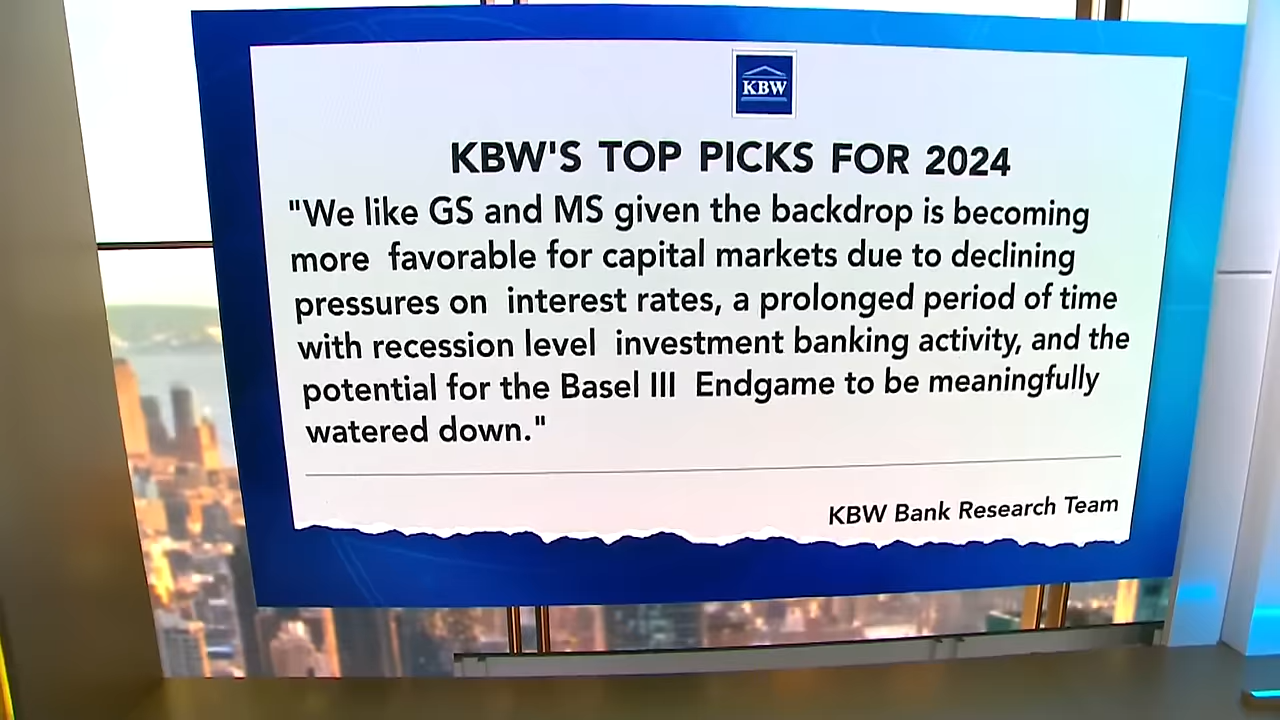 KBW
KBW'S TOP PICKS FOR 2024
"We like GS and MS given the backdrop is becoming
more favorable for capital markets due to declining
pressures on interest rates, a prolonged period of time
with recession level investment banking activity, and the
potential for the Basel III Endgame to be meaningfully
watered down."
KBW Bank Research Team